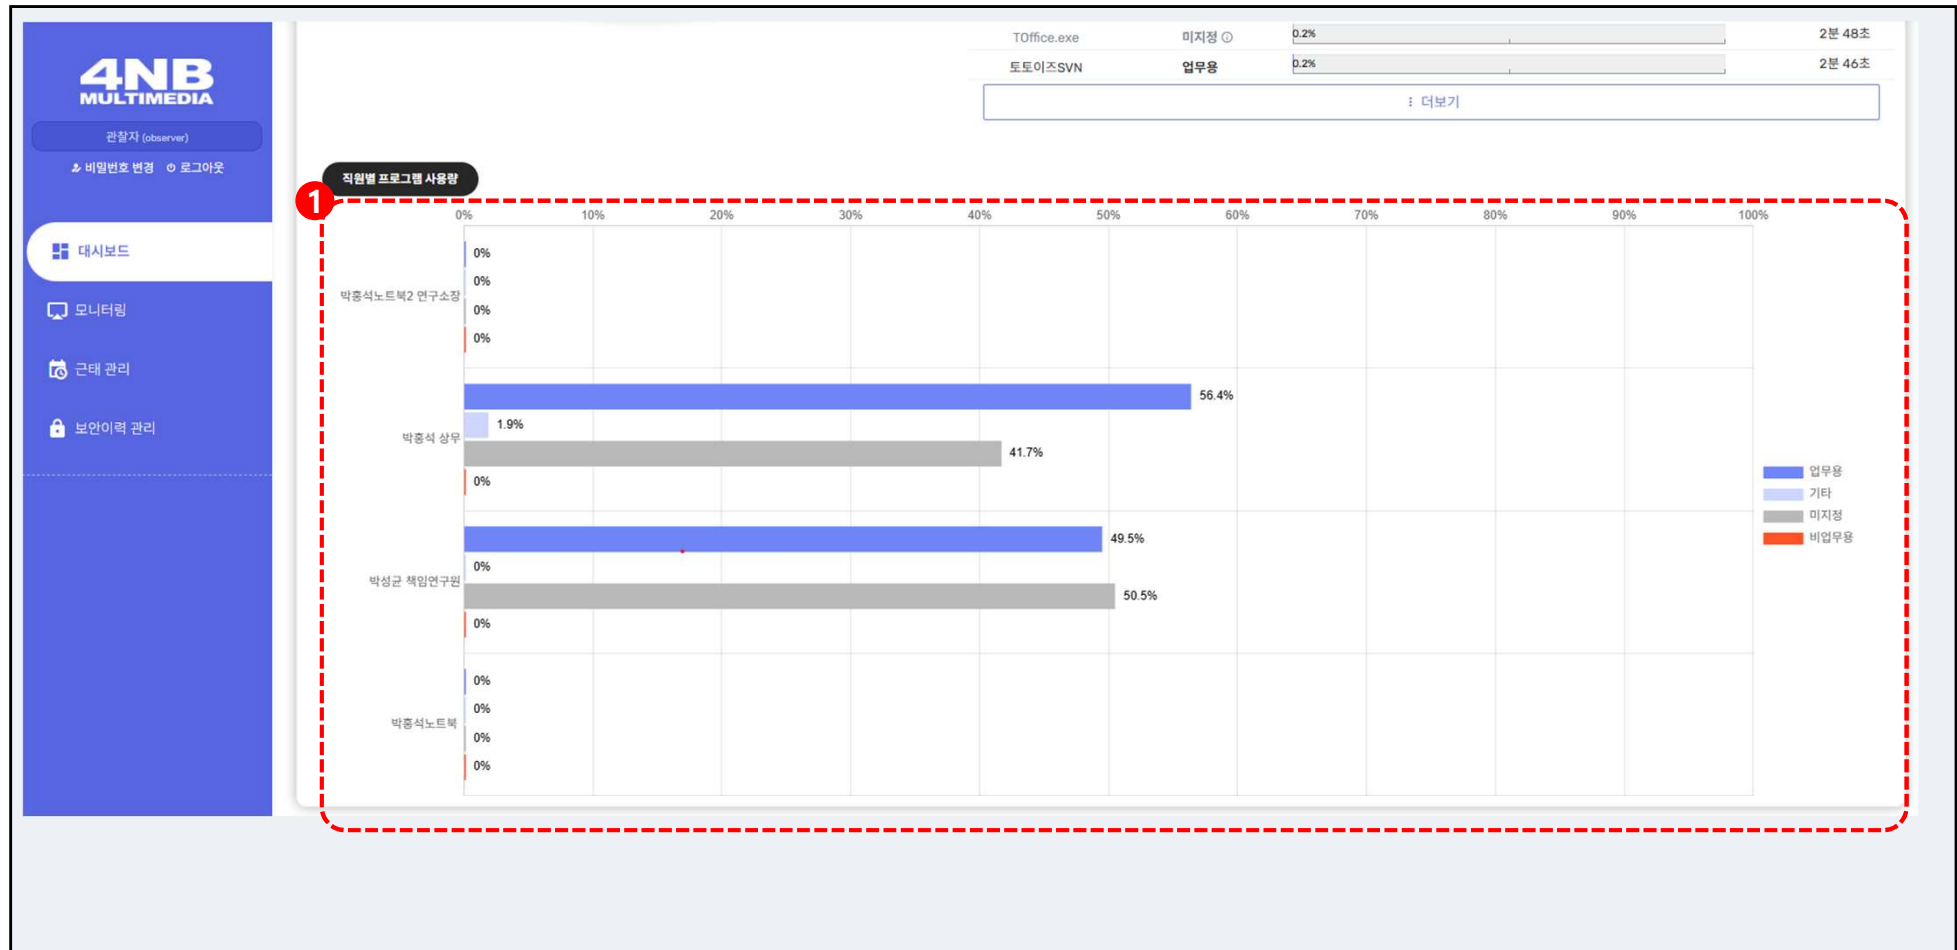 4NB
MULTIMEDIA
관찰자 (observer)
비밀번호 변경 로그아웃
대시보드
모니터링
근태 관리
보안이력 관리
TOffice.exe 미지정 0.2% 2분 48초
토토이즈SVN 업무용 0.2% 2분 46초
⋮ 더보기
직원별 프로그램 사용량
1
0% 10% 20% 30% 40% 50% 60% 70% 80% 90% 100%
박홍석노트북2 연구소장
0%
0%
0%
0%
박홍석 상무
56.4%
1.9%
41.7%
0%
박성균 책임연구원
49.5%
0%
50.5%
0%
박홍석노트북
0%
0%
0%
0%
업무용
기타
미지정
비업무용